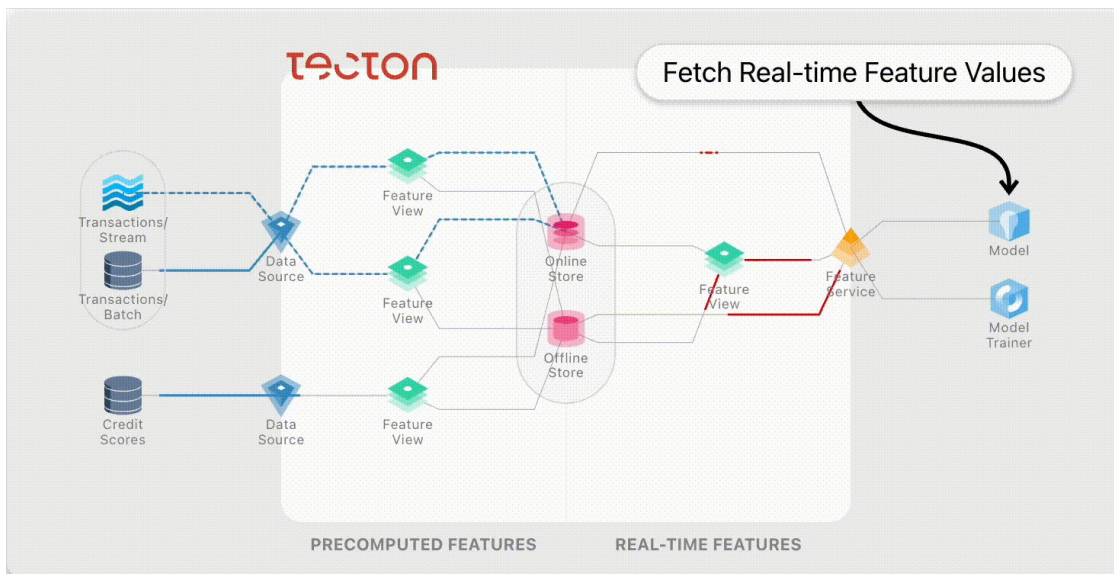 tecton
Fetch Real-time Feature Values
Transactions/
Stream
Transactions/
Batch
Data
Source
Feature
View
Feature
View
Online
Store
Offline
Store
Feature
View
Feature
Service
Model
Model
Trainer
Credit
Scores
Data
Source
Feature
View
PRECOMPUTED FEATURES
REAL-TIME FEATURES